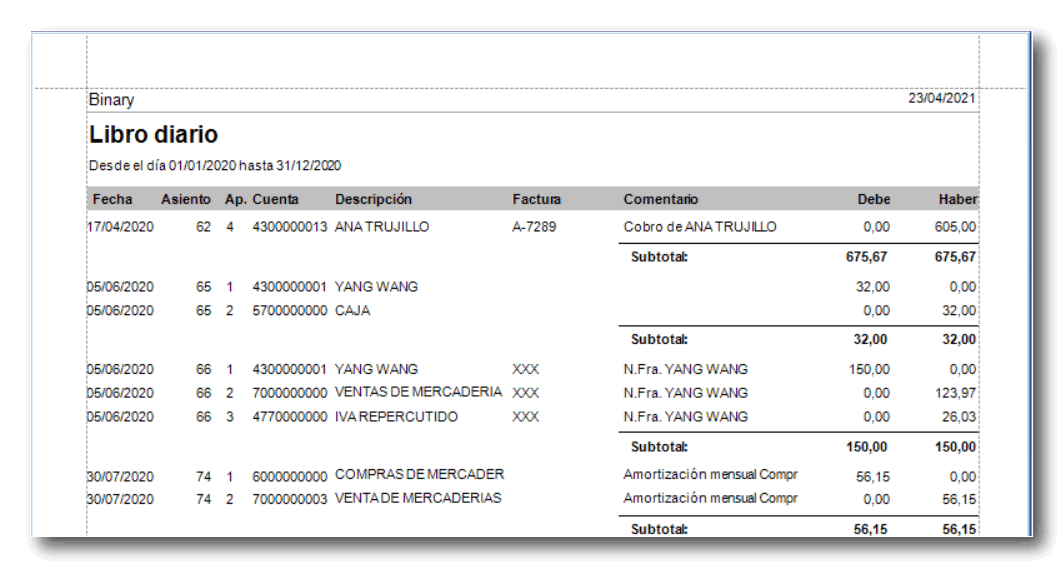 Binary 23/04/2021
Libro diario
Desde el día 01/01/2020 hasta 31/12/2020
Fecha Asiento Ap. Cuenta Descripción Factura Comentario Debe Haber
17/04/2020 62 4 4300000013 ANA TRUJILLO A-7289 Cobro de ANA TRUJILLO 0,00 605,00
Subtotal: 675,67 675,67
05/06/2020 65 1 4300000001 YANG WANG 32,00 0,00
05/06/2020 65 2 5700000000 CAJA 0,00 32,00
Subtotal: 32,00 32,00
05/06/2020 66 1 4300000001 YANG WANG XXX N.Fra. YANG WANG 150,00 0,00
05/06/2020 66 2 7000000000 VENTAS DE MERCADERIA XXX N.Fra. YANG WANG 0,00 123,97
05/06/2020 66 3 4770000000 IVA REPERCUTIDO XXX N.Fra. YANG WANG 0,00 26,03
Subtotal: 150,00 150,00
30/07/2020 74 1 6000000000 COMPRAS DE MERCADER Amortización mensual Compr 56,15 0,00
30/07/2020 74 2 7000000003 VENTA DE MERCADERIAS Amortización mensual Compr 0,00 56,15
Subtotal: 56,15 56,15